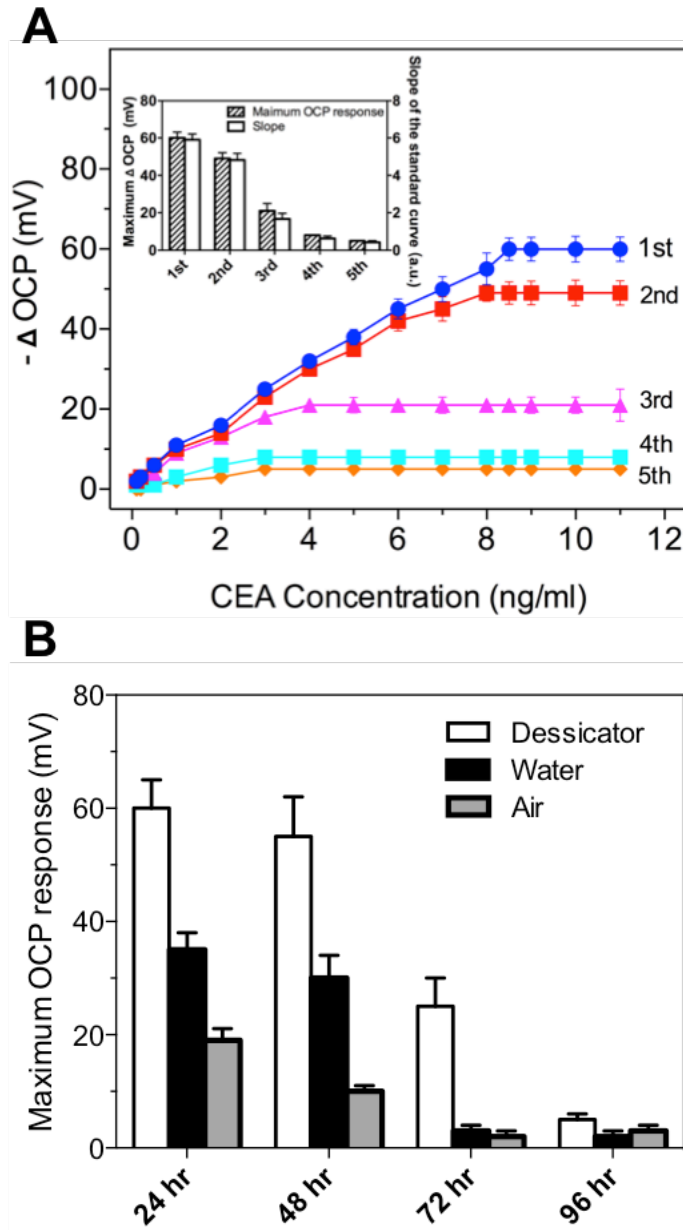 A
- Δ OCP (mV)
100
80
60
40
20
0
0 2 4 6 8 10 12
CEA Concentration (ng/ml)
1st
2nd
3rd
4th
5th
Maximum Δ OCP (mV)
80
60
40
20
0
Maimum OCP response
Slope
8
6
4
2
0
Slope of the standard curve (a.u.)
1st 2nd 3rd 4th 5th
B
Maximum OCP response (mV)
80
60
40
20
0
Dessicator
Water
Air
24 hr 48 hr 72 hr 96 hr